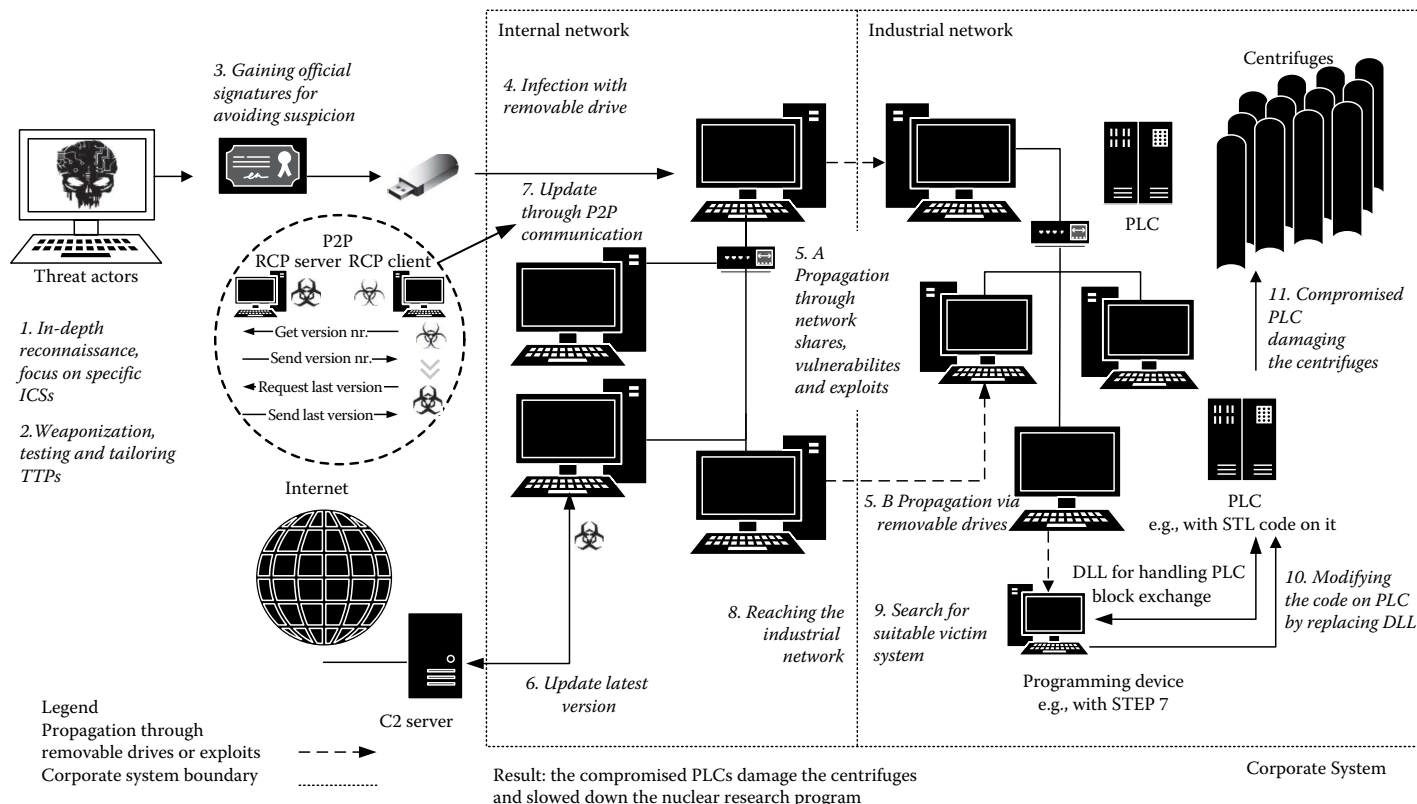 Internal network
Industrial network
3. Gaining official
signatures for
avoiding suspicion
4. Infection with
removable drive
Centrifuges
Threat actors
7. Update
through P2P
communication
PLC
P2P
RCP server RCP client
Get version nr.
Send version nr.
Request last version
Send last version
1. In-depth
reconnaissance,
focus on specific
ICSs
2.Weaponization,
testing and tailoring
TTPs
5. A
Propagation
through
network
shares,
vulnerabilites
and exploits
11. Compromised
PLC
damaging
the centrifuges
Internet
5. B Propagation via
removable drives
PLC
e.g., with STL code on it
DLL for handling PLC
block exchange
10. Modifying
the code on PLC
by replacing DLL
8. Reaching the
industrial
network
9. Search for
suitable victim
system
6. Update latest
version
C2 server
Programming device
e.g., with STEP 7
Legend
Propagation through
removable drives or exploits
Corporate system boundary
Result: the compromised PLCs damage the centrifuges
and slowed down the nuclear research program
Corporate System